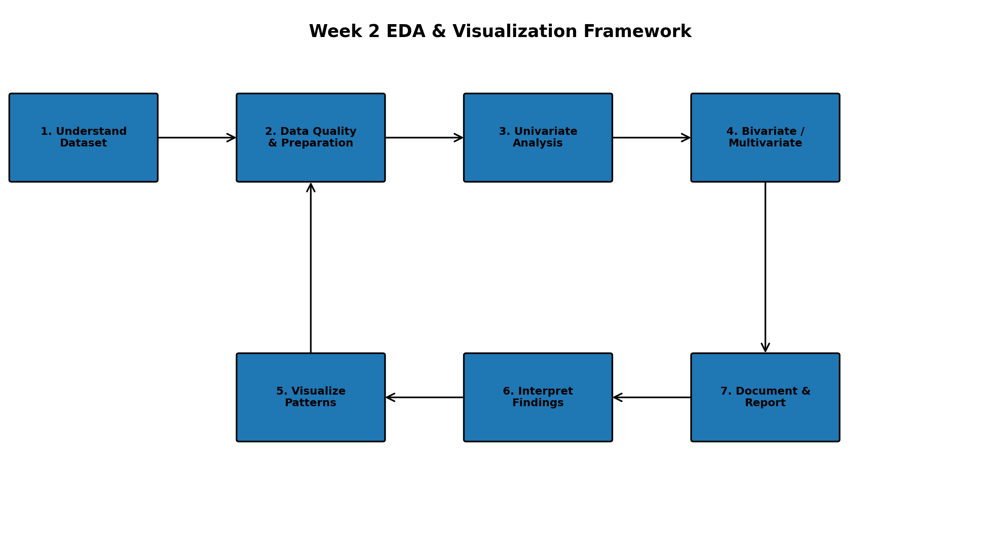 Week 2 EDA & Visualization Framework
1. Understand
Dataset
2. Data Quality
& Preparation
3. Univariate
Analysis
4. Bivariate /
Multivariate
5. Visualize
Patterns
6. Interpret
Findings
7. Document &
Report